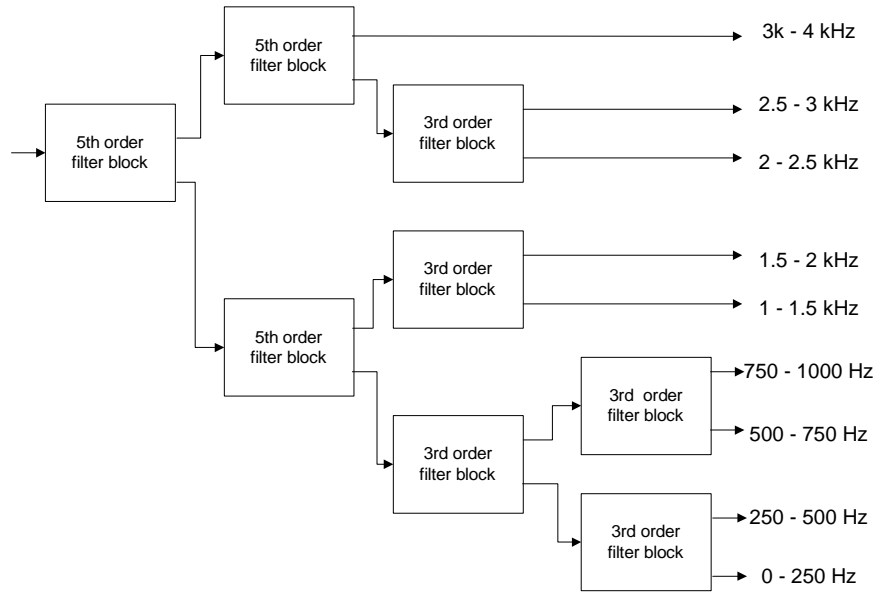 5th order
filter block
3k - 4 kHz
5th order
filter block
3rd order
filter block
2.5 - 3 kHz
2 - 2.5 kHz
3rd order
filter block
1.5 - 2 kHz
1 - 1.5 kHz
5th order
filter block
3rd order
filter block
750 - 1000 Hz
500 - 750 Hz
3rd order
filter block
3rd order
filter block
250 - 500 Hz
0 - 250 Hz